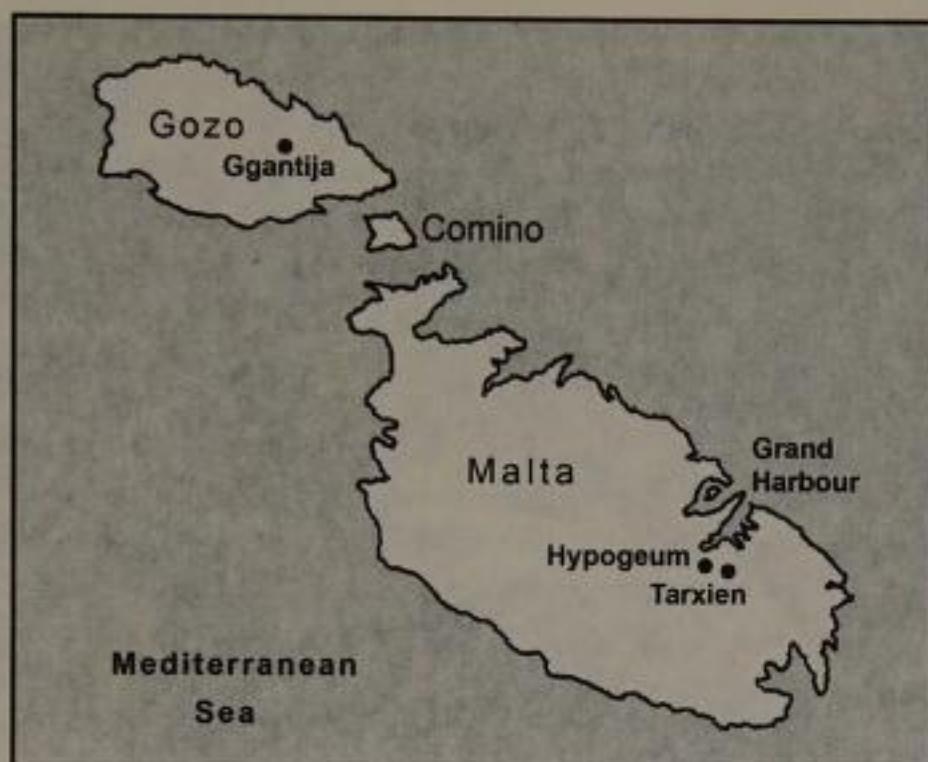 Gozo
Ggantija
Comino
Grand
Harbour
Malta
Hypogeum
Tarxien
Mediterranean
Sea